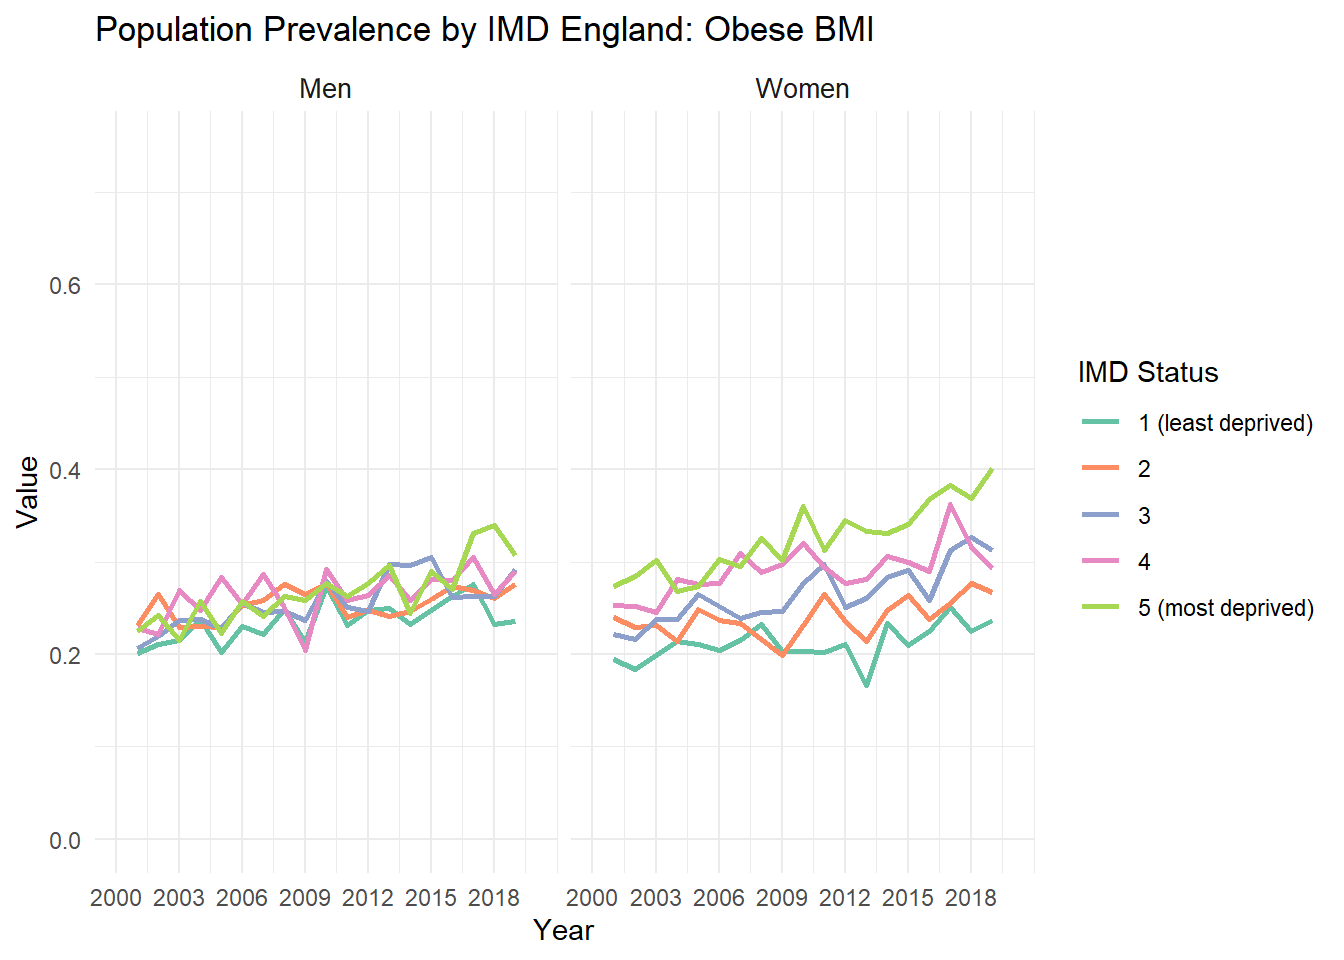 Population Prevalence by IMD England: Obese BMI
Men
Women
0.6
0.4
0.2
0.0
Value
2000 2003 2006 2009 2012 2015 2018
2000 2003 2006 2009 2012 2015 2018
Year
IMD Status
1 (least deprived)
2
3
4
5 (most deprived)